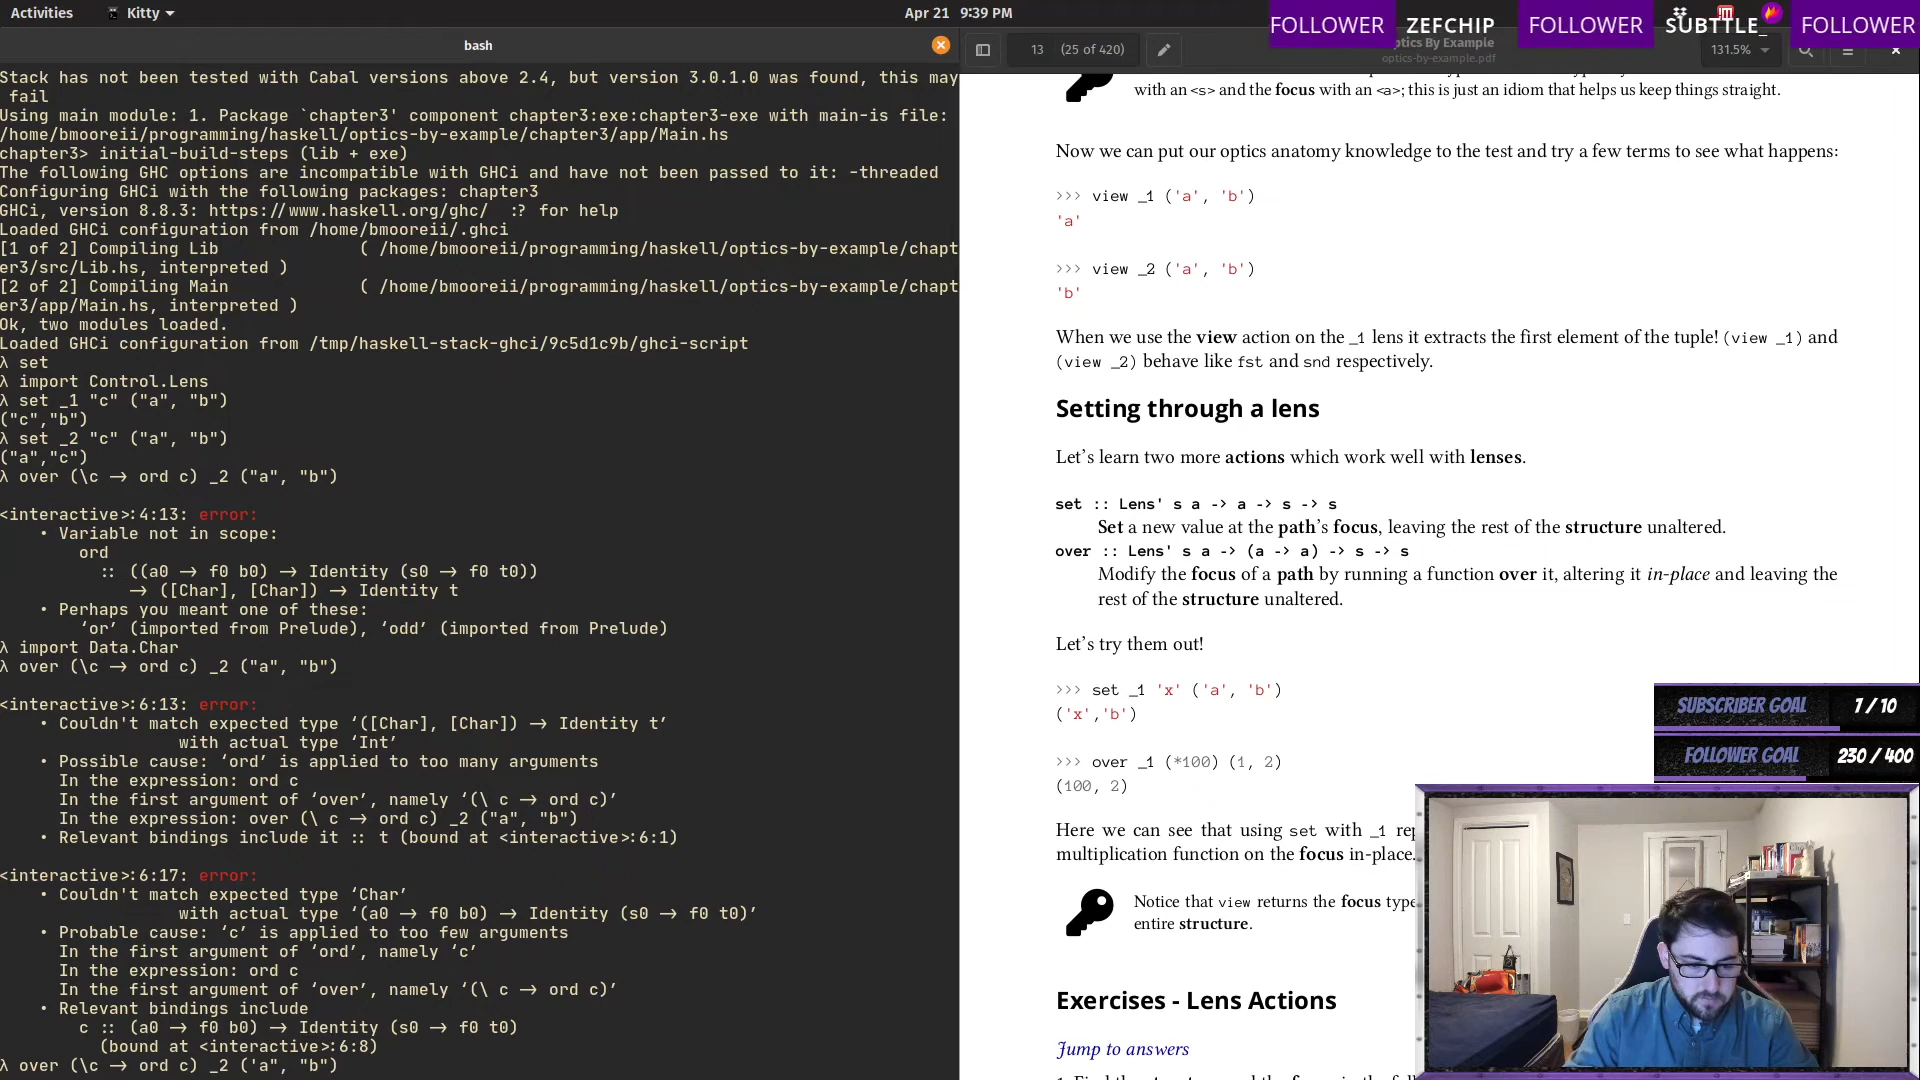 Activities
Kitty
Apr 21 9:39 PM
FOLLOWER ZEFCHIP FOLLOWER SUBTTLE_ FOLLOWER
bash
Stack has not been tested with Cabal versions above 2.4, but version 3.0.1.0 was found, this may
fail
Using main module: 1. Package `chapter3' component chapter3:exe:chapter3-exe with main-is file:
/home/bmooreii/programming/haskell/optics-by-example/chapter3/app/Main.hs
chapter3> initial-build-steps (lib + exe)
The following GHC options are incompatible with GHCi and have not been passed to it: -threaded
Configuring GHCi with the following packages: chapter3
GHCi, version 8.8.3: https://www.haskell.org/ghc/  :? for help
Loaded GHCi configuration from /home/bmooreii/.ghci
[1 of 2] Compiling Lib             ( /home/bmooreii/programming/haskell/optics-by-example/chapt
er3/src/Lib.hs, interpreted )
[2 of 2] Compiling Main            ( /home/bmooreii/programming/haskell/optics-by-example/chapt
er3/app/Main.hs, interpreted )
Ok, two modules loaded.
Loaded GHCi configuration from /tmp/haskell-stack-ghci/9c5d1c9b/ghci-script
λ set
λ import Control.Lens
λ set _1 "c" ("a", "b")
("c","b")
λ set _2 "c" ("a", "b")
("a","c")
λ over (\c → ord c) _2 ("a", "b")
<interactive>:4:13: error:
• Variable not in scope:
ord
:: ((a0 → f0 b0) → Identity (s0 → f0 t0))
→ ([Char], [Char]) → Identity t
• Perhaps you meant one of these:
‘or’ (imported from Prelude), ‘odd’ (imported from Prelude)
λ import Data.Char
λ over (\c → ord c) _2 ("a", "b")
<interactive>:6:13: error:
• Couldn't match expected type ‘([Char], [Char]) → Identity t’
with actual type ‘Int’
• Possible cause: ‘ord’ is applied to too many arguments
In the expression: ord c
In the first argument of ‘over’, namely ‘(\ c → ord c)’
In the expression: over (\ c → ord c) _2 ("a", "b")
• Relevant bindings include it :: t (bound at <interactive>:6:1)
<interactive>:6:17: error:
• Couldn't match expected type ‘Char’
with actual type ‘(a0 → f0 b0) → Identity (s0 → f0 t0)’
• Probable cause: ‘c’ is applied to too few arguments
In the first argument of ‘ord’, namely ‘c’
In the expression: ord c
In the first argument of ‘over’, namely ‘(\ c → ord c)’
• Relevant bindings include
c :: (a0 → f0 b0) → Identity (s0 → f0 t0)
(bound at <interactive>:6:8)
λ over (\c → ord c) _2 ('a", "b")
13 (25 of 420)
Optics By Example
optics-by-example.pdf
131.5%
with an <s> and the focus with an <a>; this is just an idiom that helps us keep things straight.
Now we can put our optics anatomy knowledge to the test and try a few terms to see what happens:
>>> view _1 ('a', 'b')
'a'
>>> view _2 ('a', 'b')
'b'
When we use the view action on the _1 lens it extracts the first element of the tuple! (view _1) and
(view _2) behave like fst and snd respectively.
Setting through a lens
Let’s learn two more actions which work well with lenses.
set :: Lens' s a -> a -> s -> s
Set a new value at the path’s focus, leaving the rest of the structure unaltered.
over :: Lens' s a -> (a -> a) -> s -> s
Modify the focus of a path by running a function over it, altering it in-place and leaving the
rest of the structure unaltered.
Let’s try them out!
>>> set _1 'x' ('a', 'b')
('x','b')
>>> over _1 (*100) (1, 2)
(100, 2)
Here we can see that using set with _1 rep
multiplication function on the focus in-place.
Notice that view returns the focus type
entire structure.
Exercises - Lens Actions
Jump to answers
SUBSCRIBER GOAL 7 / 10
FOLLOWER GOAL 230 / 400